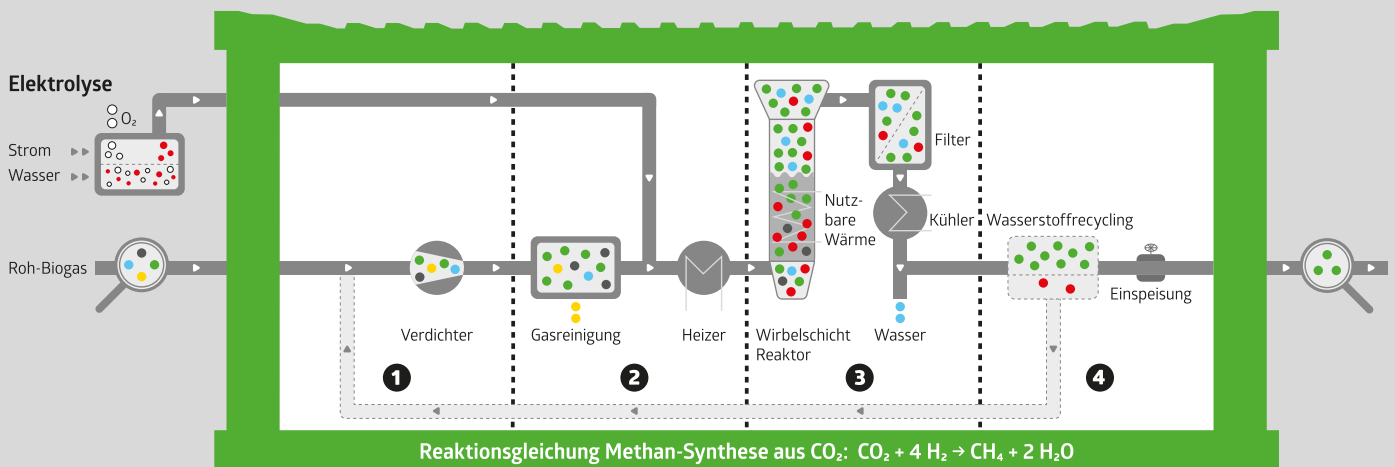 Elektrolyse
O₂
Strom
Wasser
Roh-Biogas
Verdichter
Gasreinigung
Heizer
Nutz-
bare
Wärme
Wirbelschicht
Reaktor
Filter
Kühler
Wasser
Wasserstoffrecycling
Einspeisung
1
2
3
4
Reaktionsgleichung Methan-Synthese aus CO₂: CO₂ + 4 H₂ → CH₄ + 2 H₂O